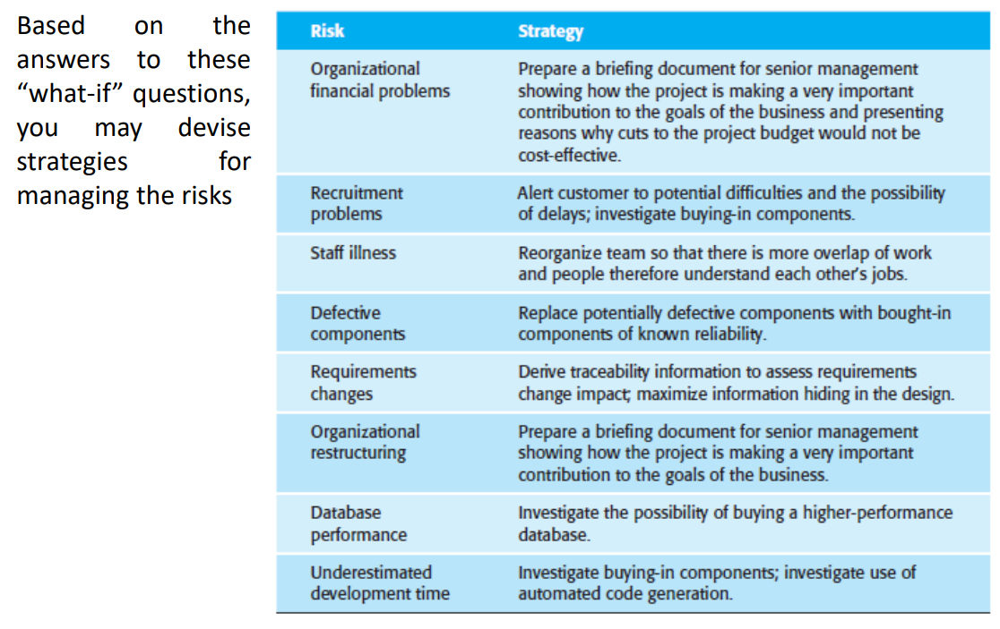 Based on the
answers to these
“what-if” questions,
you may devise
strategies for
managing the risks
Risk Strategy
Organizational
financial problems
Prepare a briefing document for senior management
showing how the project is making a very important
contribution to the goals of the business and presenting
reasons why cuts to the project budget would not be
cost-effective.
Recruitment
problems
Alert customer to potential difficulties and the possibility
of delays; investigate buying-in components.
Staff illness
Reorganize team so that there is more overlap of work
and people therefore understand each other's jobs.
Defective
components
Replace potentially defective components with bought-in
components of known reliability.
Requirements
changes
Derive traceability information to assess requirements
change impact; maximize information hiding in the design.
Organizational
restructuring
Prepare a briefing document for senior management
showing how the project is making a very important
contribution to the goals of the business.
Database
performance
Investigate the possibility of buying a higher-performance
database.
Underestimated
development time
Investigate buying-in components; investigate use of
automated code generation.